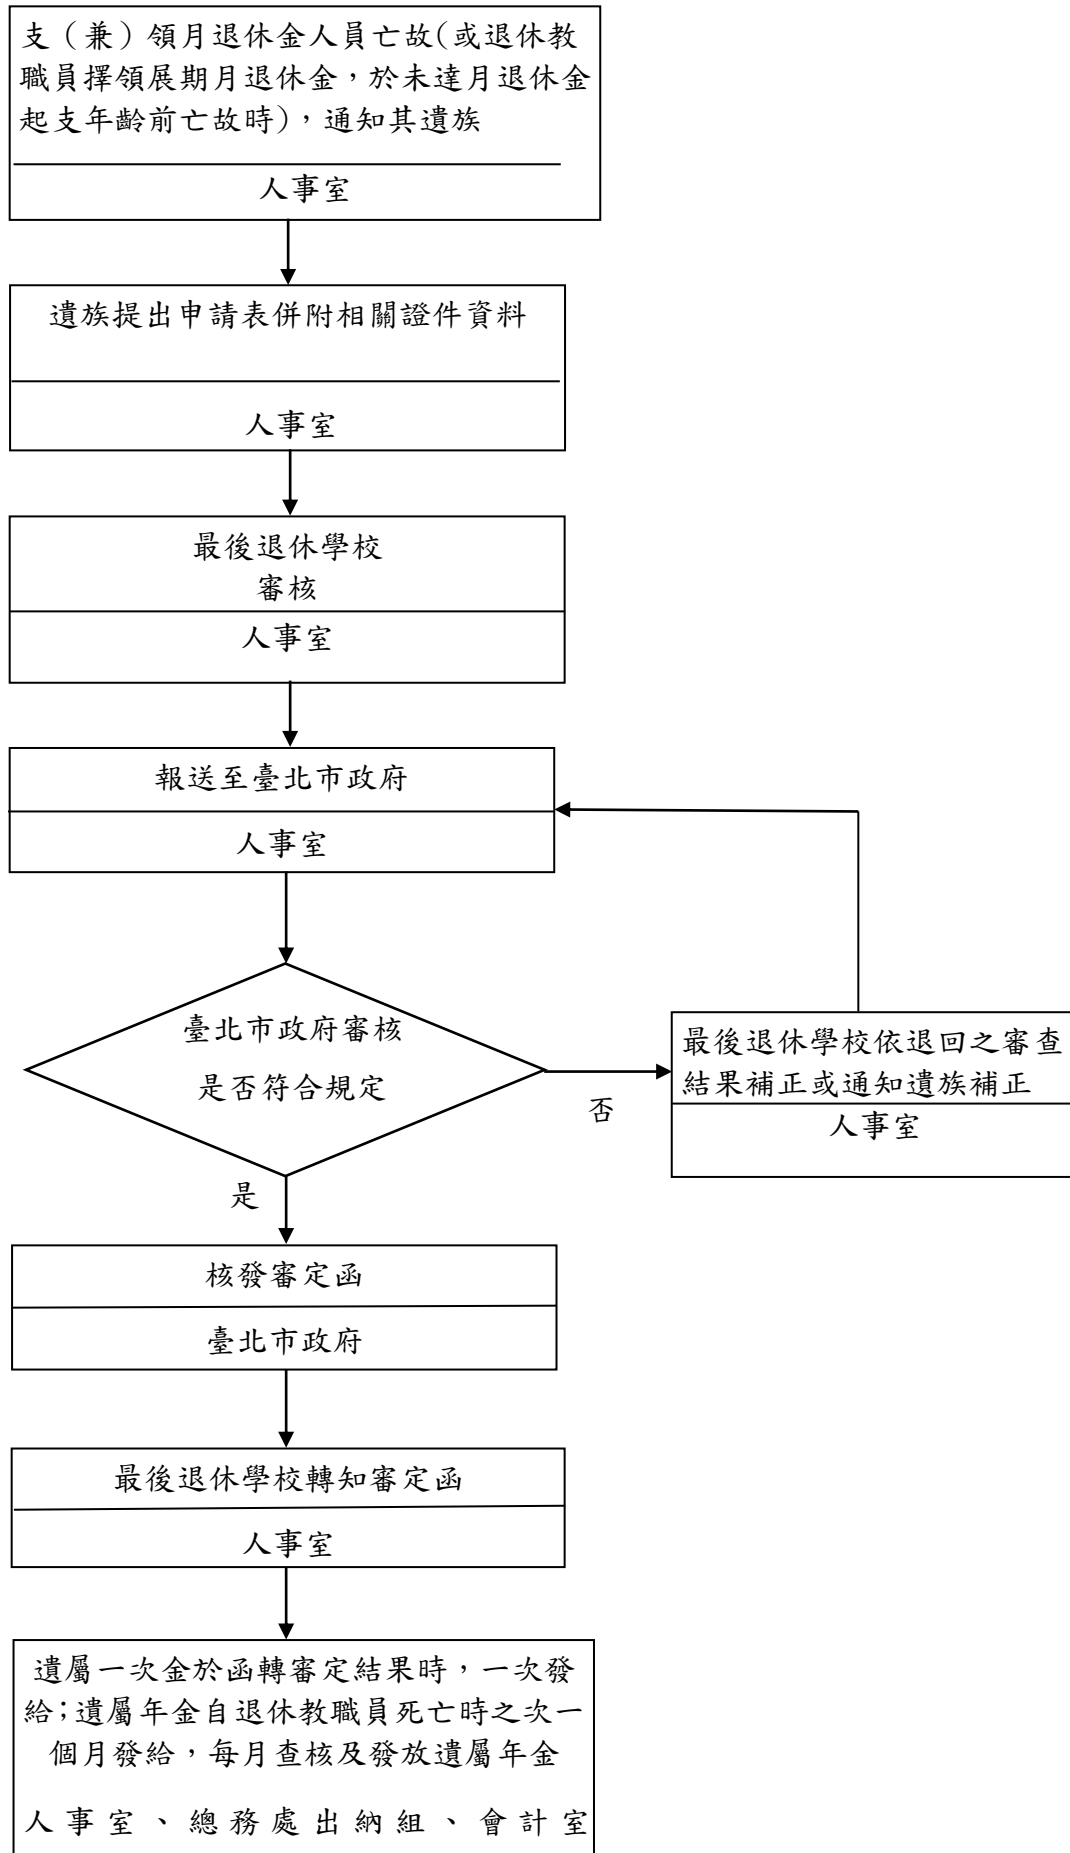 支（兼）領月退休金人員亡故(或退休教
職員擇領展期月退休金，於未達月退休金
起支年齡前亡故時)，通知其遺族
人事室
遺族提出申請表併附相關證件資料
人事室
最後退休學校
審核
人事室
報送至臺北市政府
人事室
臺北市政府審核
是否符合規定
否
最後退休學校依退回之審查
結果補正或通知遺族補正
人事室
是
核發審定函
臺北市政府
最後退休學校轉知審定函
人事室
遺屬一次金於函轉審定結果時，一次發
給;遺屬年金自退休教職員死亡時之次一
個月發給，每月查核及發放遺屬年金
人事室、總務處出納組、會計室